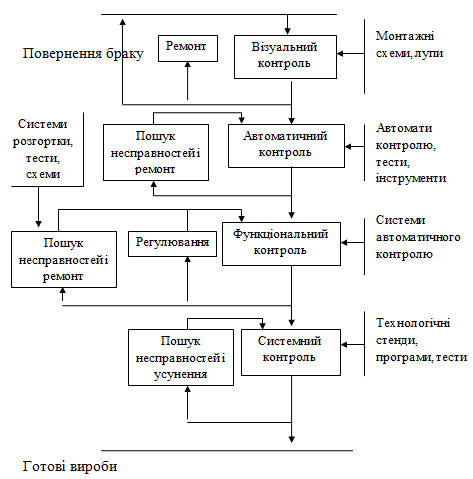 Повернення браку
Ремонт
Візуальний
контроль
Монтажні
схеми, лупи
Системи
розгортки,
тести,
схеми
Пошук
несправностей і
ремонт
Автоматичний
контроль
Автомати
контролю,
тести,
інструменти
Пошук
несправностей і
ремонт
Регулювання
Функціональний
контроль
Системи
автоматичного
контролю
Пошук
несправностей і
усунення
Системний
контроль
Технологічні
стенди,
програми, тести
Готові вироби